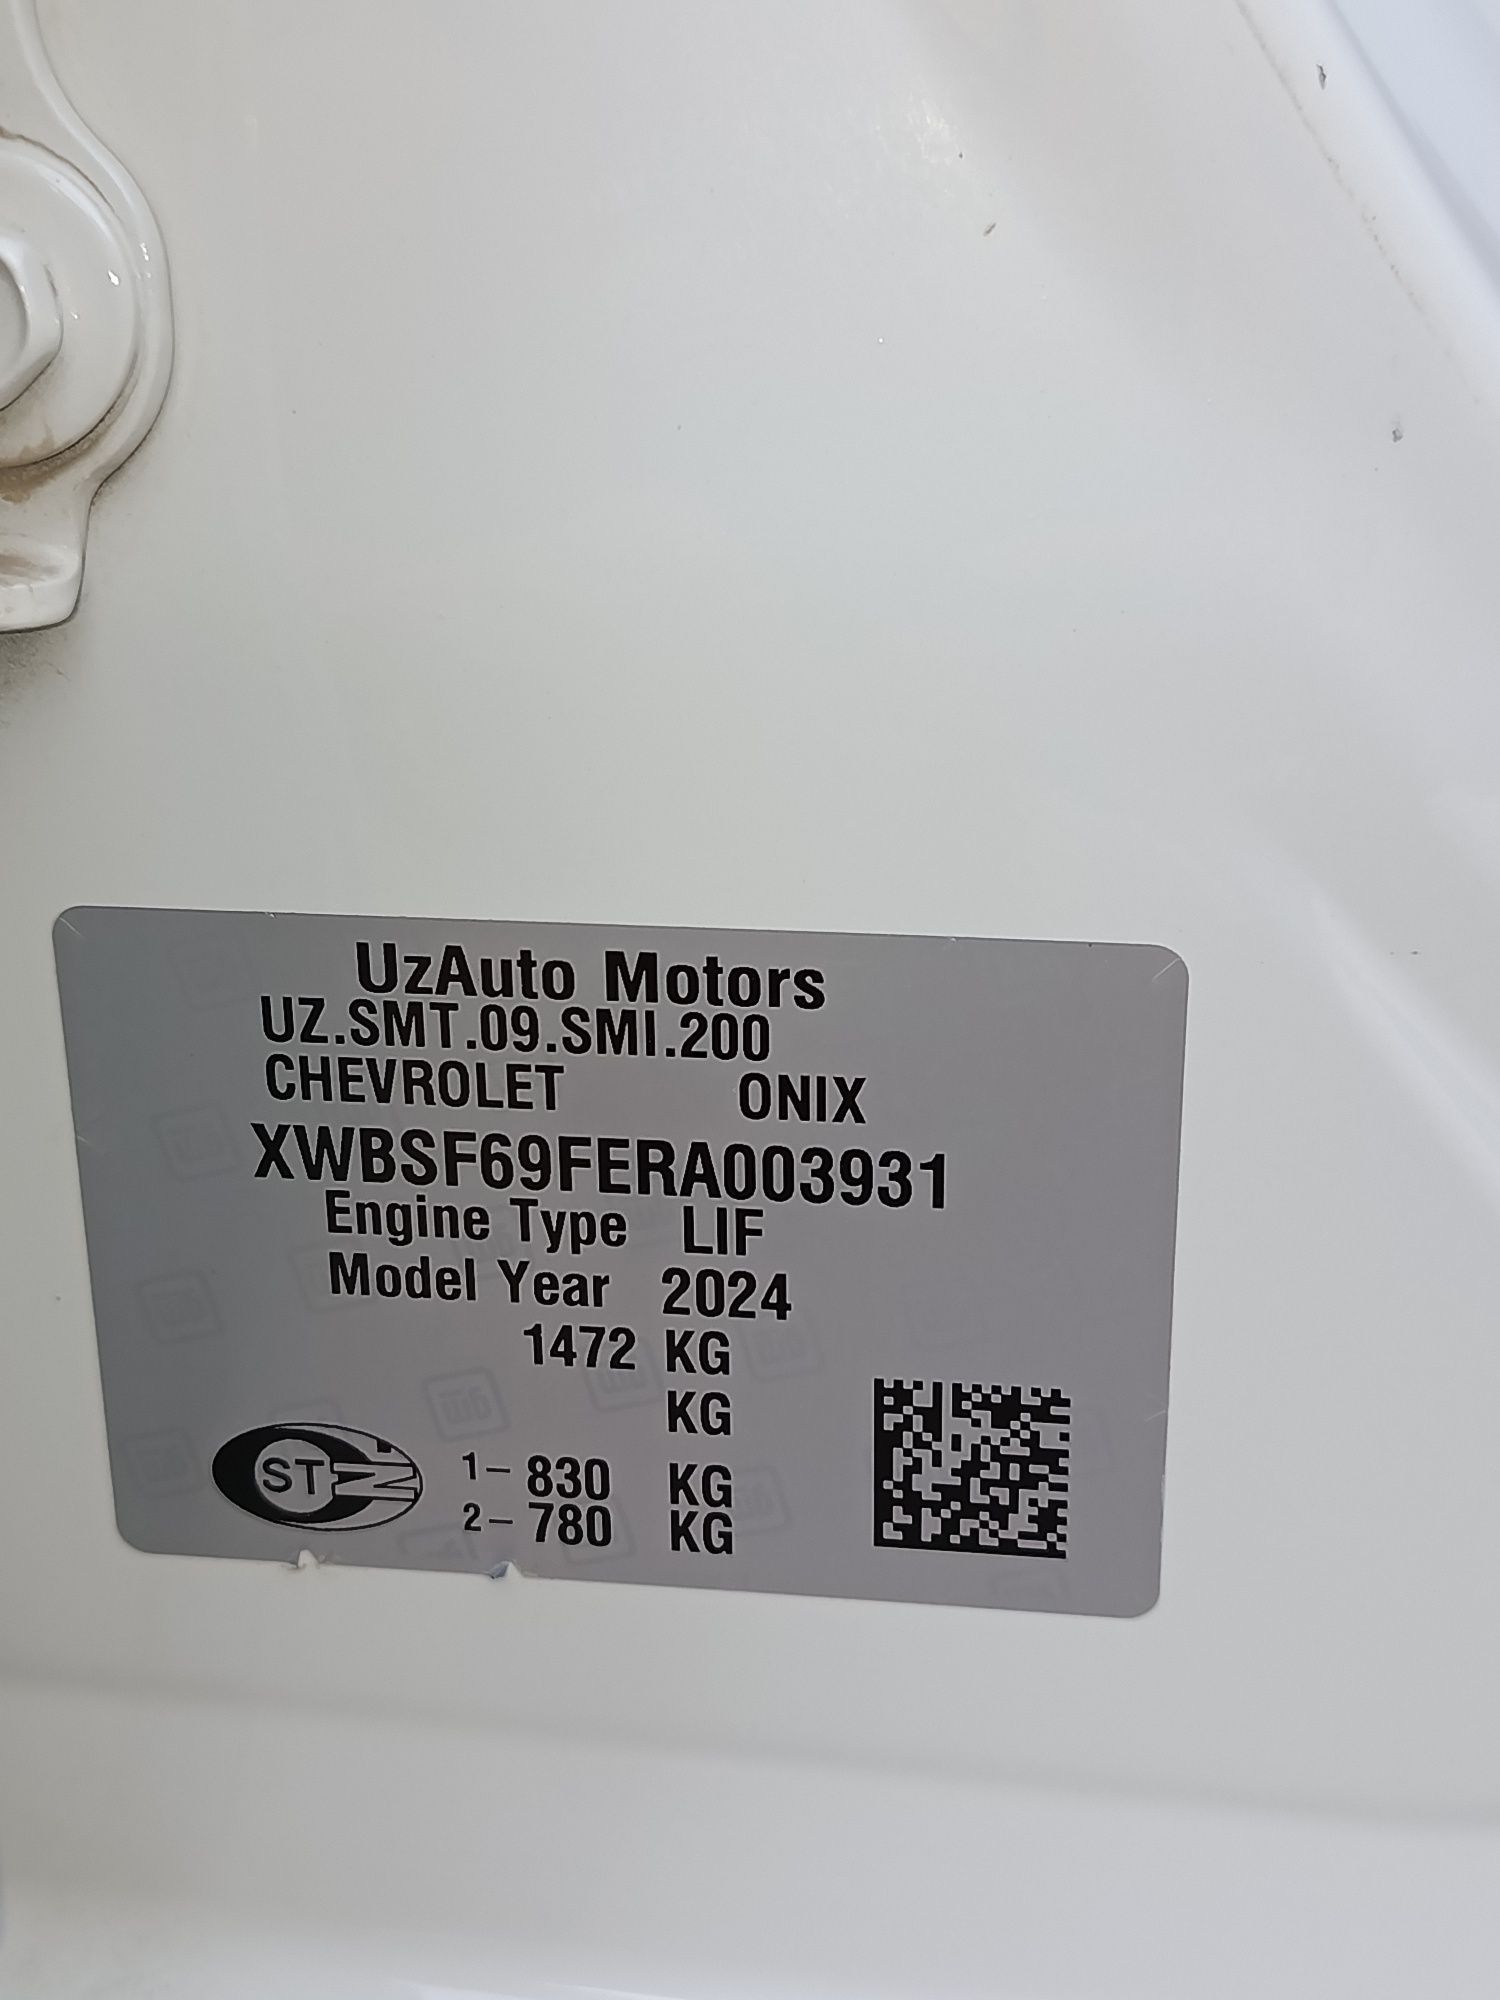 UzAuto Motors
UZ.SMT.09.SMI.200
CHEVROLET ONIX
XWBSF69FERA003931
Engine Type LIF
Model Year 2024
1472 KG
KG
STZ
1– 830 KG
2– 780 KG